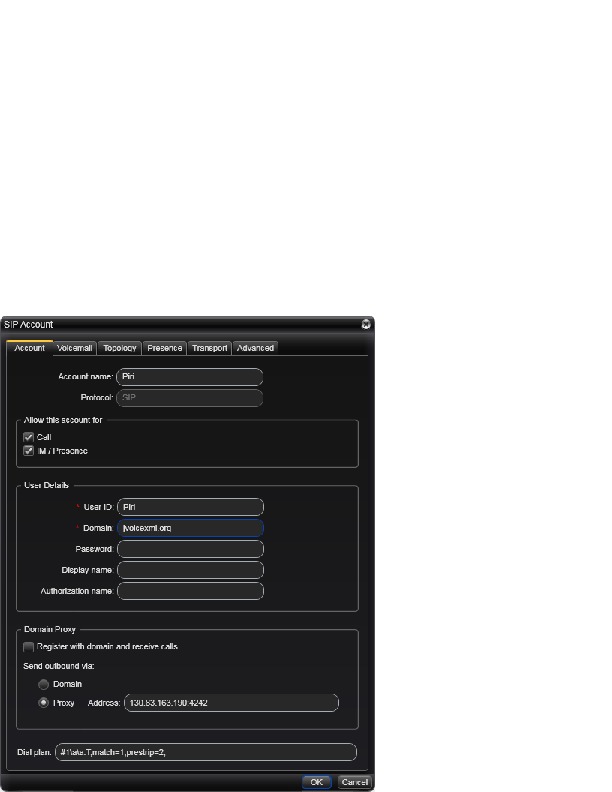 SIP Account
Account Voicemail Topology Presence Transport Advanced
Account name: Piri
Protocol: SIP
Allow this account for
Call
IM / Presence
User Details
* User ID: Piri
* Domain: jvoicexml.org
Password:
Display name:
Authorization name:
Domain Proxy
Register with domain and receive calls
Send outbound via:
Domain
Proxy Address: 130.83.163.190:4242
Dial plan: #1\a\a.T;match=1;prestrip=2;
OK Cancel